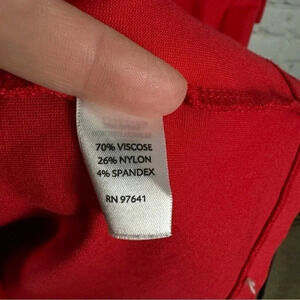 70% VISCOSE
26% NYLON
4% SPANDEX
RN 97641